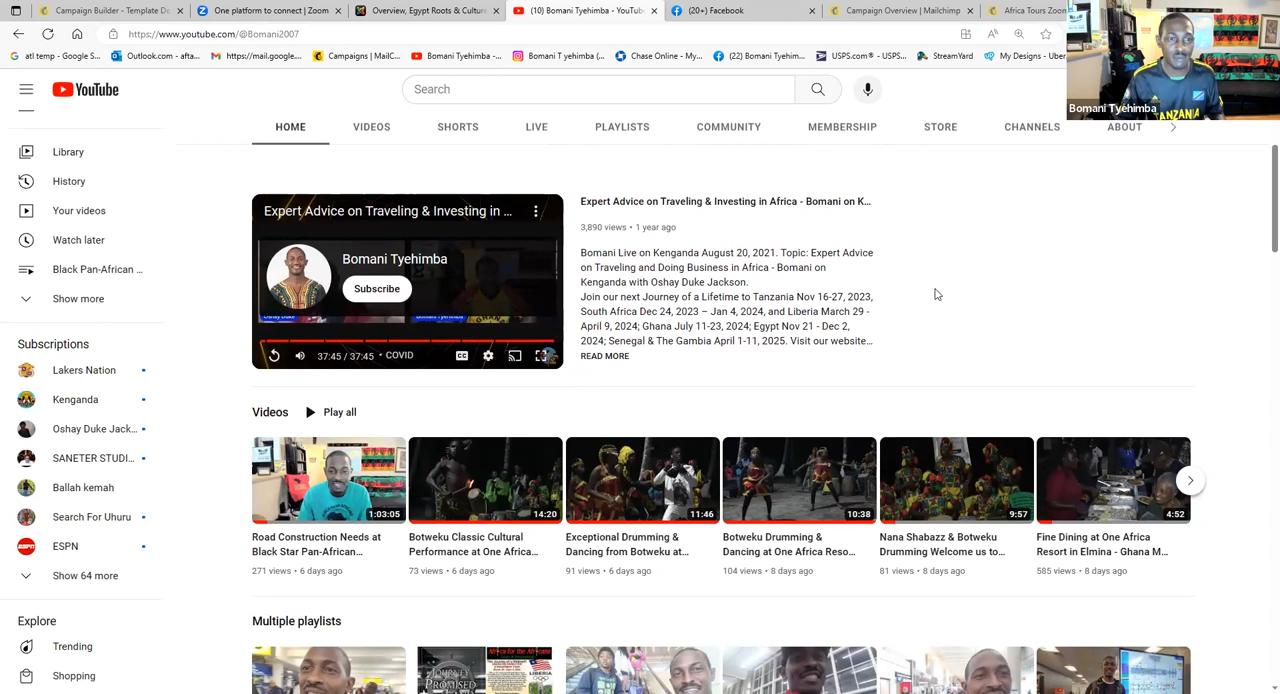 Campaign Builder - Template De
One platform to connect | Zoom
Overview, Egypt Roots & Culture
(10) Bomani Tyehimba - YouTube
(20+) Facebook
Campaign Overview | Mailchimp
Africa Tours Zoom
https://www.youtube.com/@Bomani2007
atl temp - Google S...
Outlook.com - afta...
https://mail.google....
Campaigns | MailC...
Bomani Tyehimba -...
Bomani T yehimba (...
Chase Online - My...
(22) Bomani Tyehim...
USPS.com® - USPS...
StreamYard
My Designs - Uber
TANZANIA
Bomani Tyehimba
YouTube
Search
HOME
VIDEOS
SHORTS
LIVE
PLAYLISTS
COMMUNITY
MEMBERSHIP
STORE
CHANNELS
ABOUT
Library
History
Your videos
Watch later
Black Pan-African ...
Show more
Subscriptions
Lakers Nation
Kenganda
Oshay Duke Jack...
SANETER STUDI...
Ballah kemah
Search For Uhuru
ESPN
Show 64 more
Explore
Trending
Shopping
Expert Advice on Traveling & Investing in ...
Bomani Tyehimba
Subscribe
37:45 / 37:45 • COVID
Expert Advice on Traveling & Investing in Africa - Bomani on K...
3,890 views • 1 year ago
Bomani Live on Kenganda August 20, 2021. Topic: Expert Advice
on Traveling and Doing Business in Africa - Bomani on
Kenganda with Oshay Duke Jackson.
Join our next Journey of a Lifetime to Tanzania Nov 16-27, 2023,
South Africa Dec 24, 2023 – Jan 4, 2024, and Liberia March 29 -
April 9, 2024; Ghana July 11-23, 2024; Egypt Nov 21 - Dec 2,
2024; Senegal & The Gambia April 1-11, 2025. Visit our website...
READ MORE
Videos
Play all
1:03:05
Road Construction Needs at
Black Star Pan-African...
271 views • 6 days ago
14:20
Botweku Classic Cultural
Performance at One Africa...
73 views • 6 days ago
11:46
Exceptional Drumming &
Dancing from Botweku at...
91 views • 6 days ago
10:38
Botweku Drumming &
Dancing at One Africa Reso...
104 views • 8 days ago
9:57
Nana Shabazz & Botweku
Drumming Welcome us to...
81 views • 8 days ago
4:52
Fine Dining at One Africa
Resort in Elmina - Ghana M...
585 views • 8 days ago
Multiple playlists
Africa for the Africans
JOURNEY
PROMISED
LIBERIA